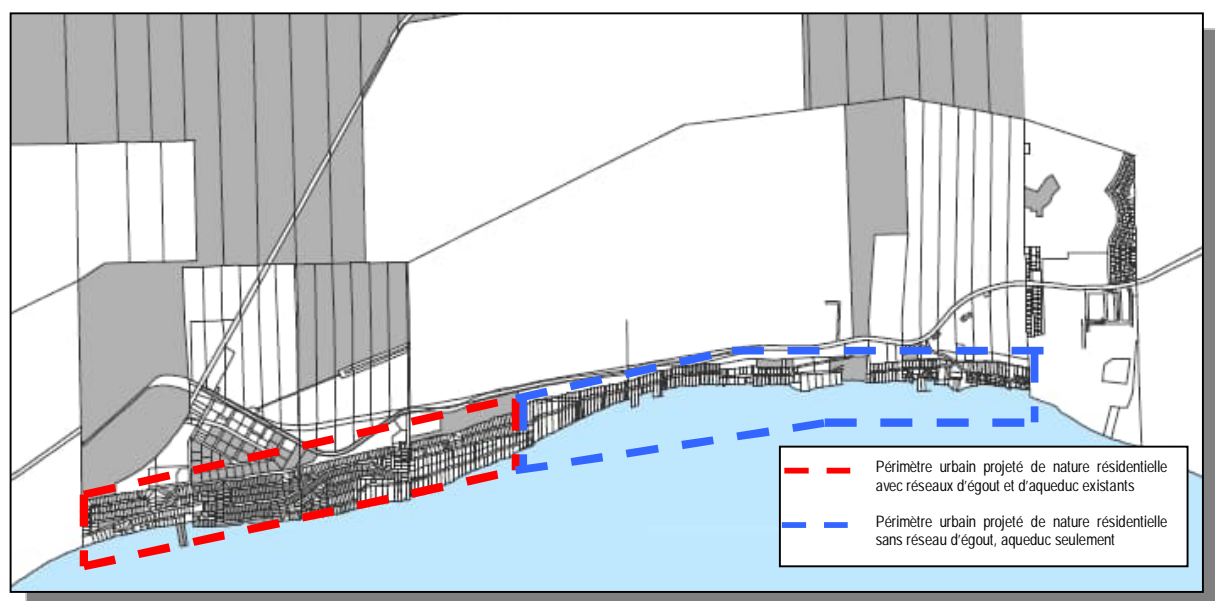 Périmètre urbain projeté de nature résidentielle
avec réseaux d'égout et d'aqueduc existants
Périmètre urbain projeté de nature résidentielle
sans réseau d'égout, aqueduc seulement